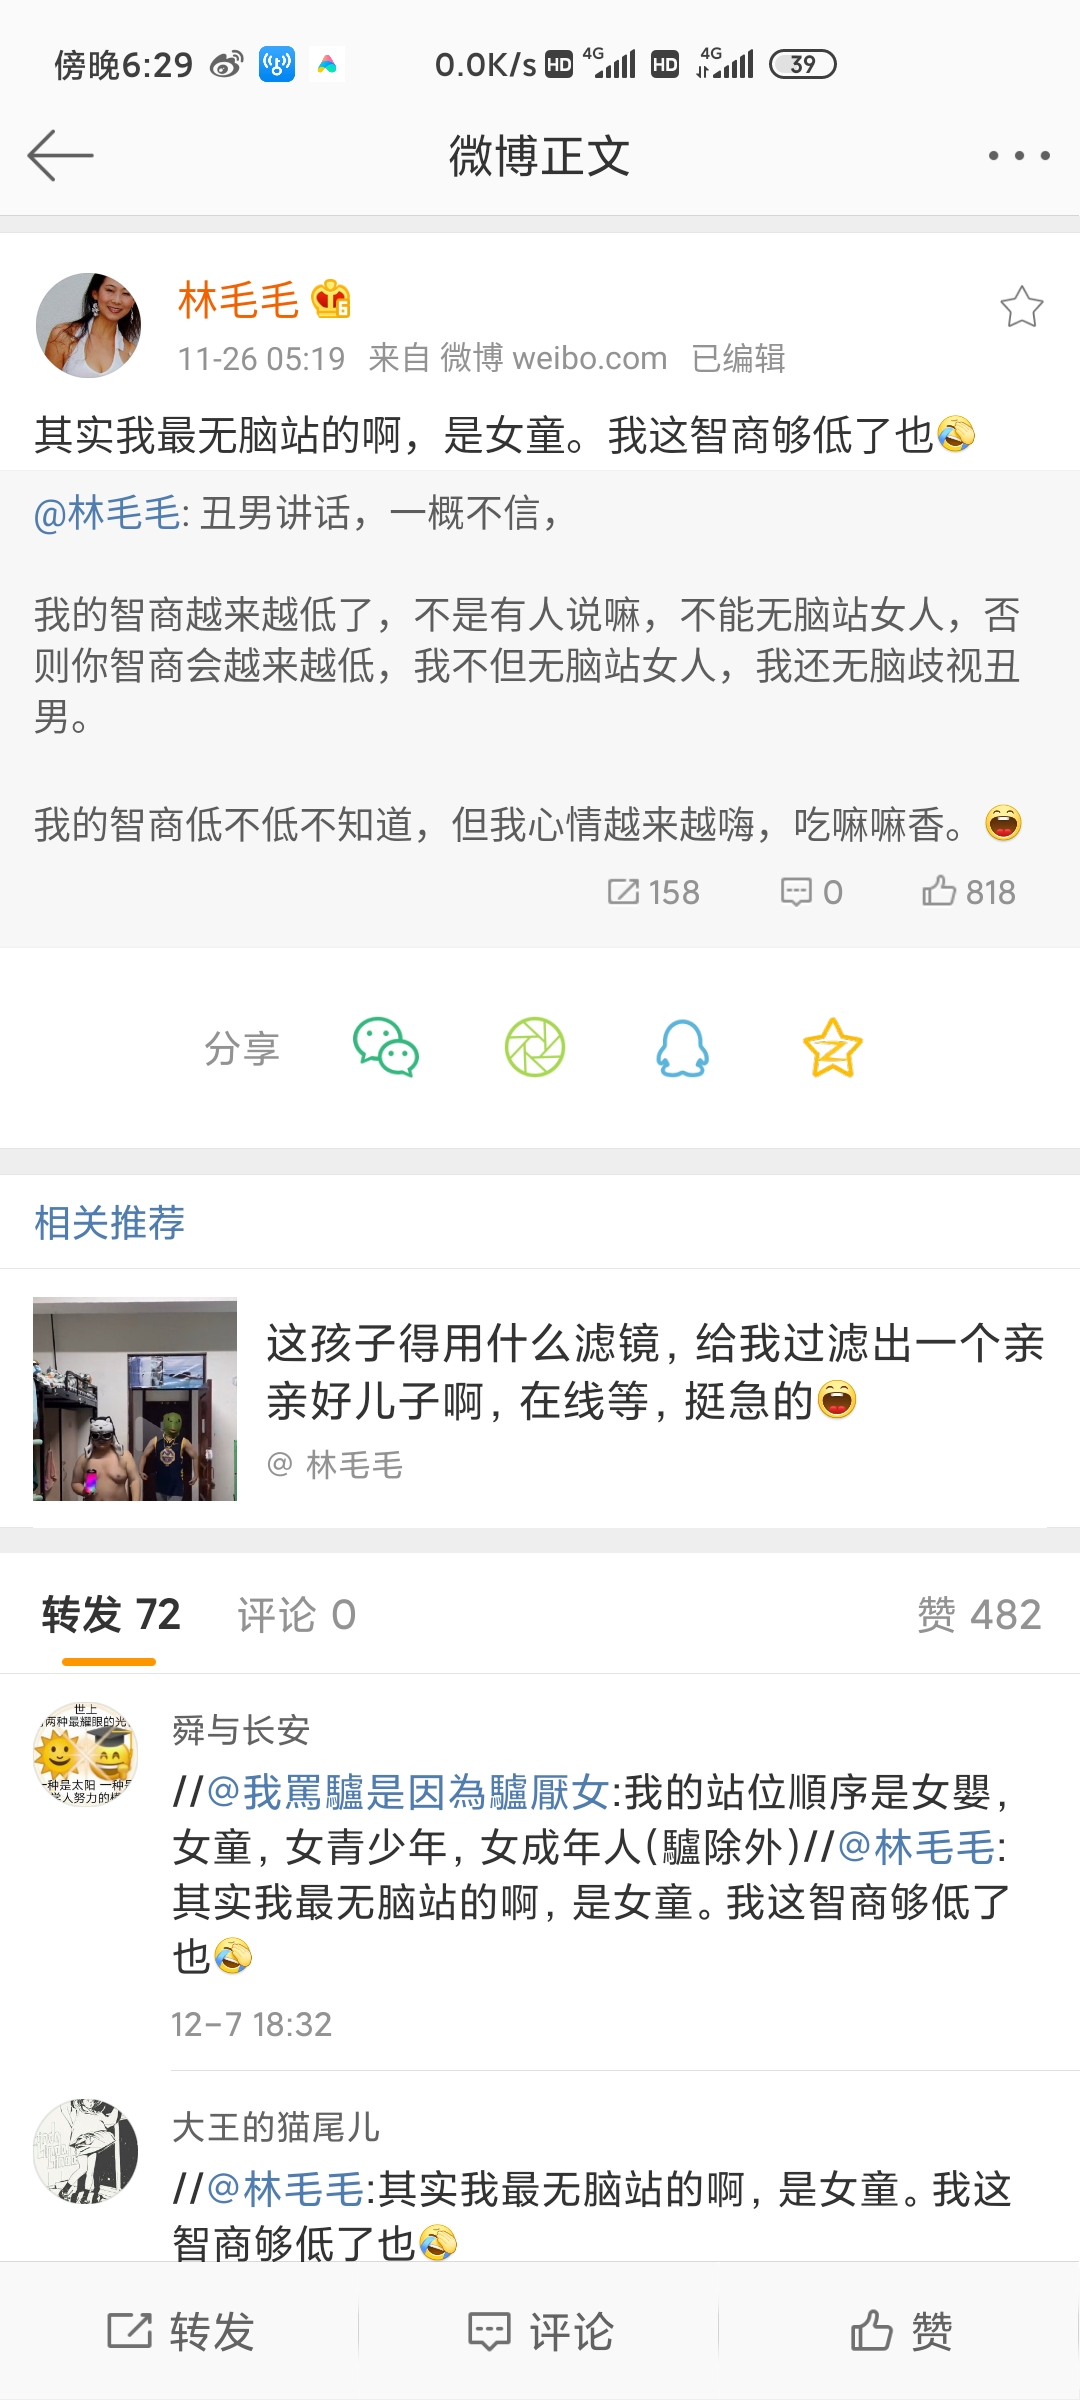 傍晚6:29 0.0K/s HD 4G HD 4G 39
微博正文
林毛毛 6
11-26 05:19 来自 微博 weibo.com 已编辑
其实我最无脑站的啊，是女童。我这智商够低了也🤣
@林毛毛: 丑男讲话，一概不信，
我的智商越来越低了，不是有人说嘛，不能无脑站女人，否
则你智商会越来越低，我不但无脑站女人，我还无脑歧视丑
男。
我的智商低不低不知道，但我心情越来越嗨，吃嘛嘛香。😄
158 0 818
分享
相关推荐
这孩子得用什么滤镜，给我过滤出一个亲
亲好儿子啊，在线等，挺急的😄
@ 林毛毛
转发 72 评论 0 赞 482
世上
两种最耀眼的光
一种是太阳 一种是
努力的
舜与长安
//@我罵驢是因為驢厭女:我的站位順序是女嬰，
女童，女青少年，女成年人(驢除外)//@林毛毛:
其实我最无脑站的啊，是女童。我这智商够低了
也🤣
12-7 18:32
大王的猫尾儿
//@林毛毛:其实我最无脑站的啊，是女童。我这
智商够低了也🤣
转发 评论 赞